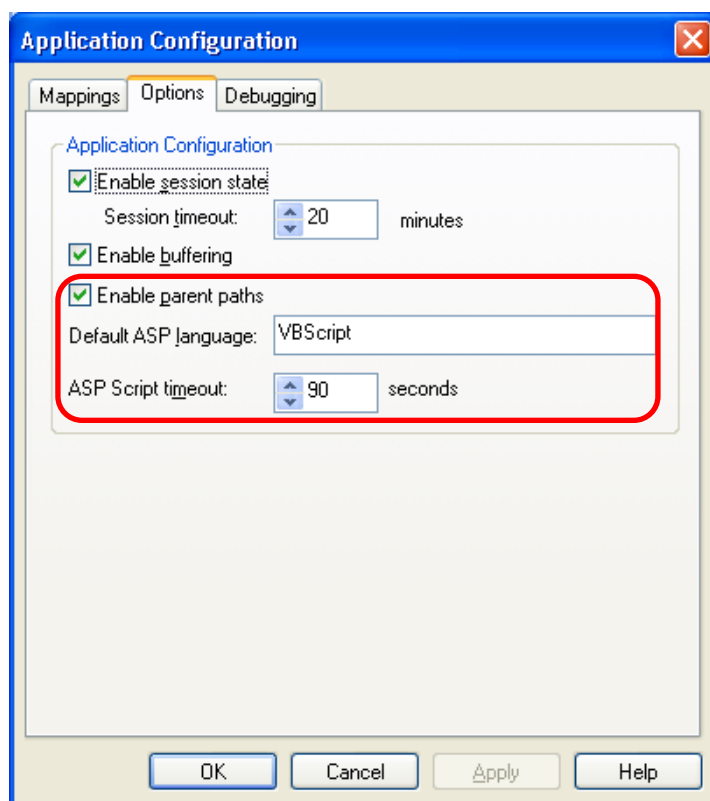 Application Configuration
Mappings Options Debugging
Application Configuration
Enable session state
Session timeout: 20 minutes
Enable buffering
Enable parent paths
Default ASP language: VBScript
ASP Script timeout: 90 seconds
OK Cancel Apply Help